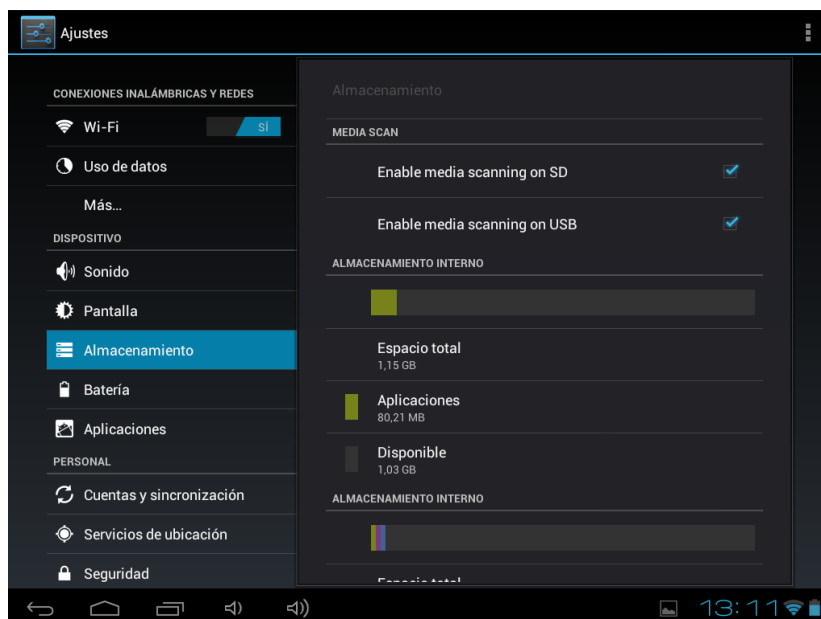 Ajustes
CONEXIONES INALÁMBRICAS Y REDES
Wi-Fi
SÍ
Uso de datos
Más...
DISPOSITIVO
Sonido
Pantalla
Almacenamiento
Batería
Aplicaciones
PERSONAL
Cuentas y sincronización
Servicios de ubicación
Seguridad
Almacenamiento
MEDIA SCAN
Enable media scanning on SD
Enable media scanning on USB
ALMACENAMIENTO INTERNO
Espacio total
1,15 GB
Aplicaciones
80,21 MB
Disponible
1,03 GB
ALMACENAMIENTO INTERNO
Espacio total
13:11